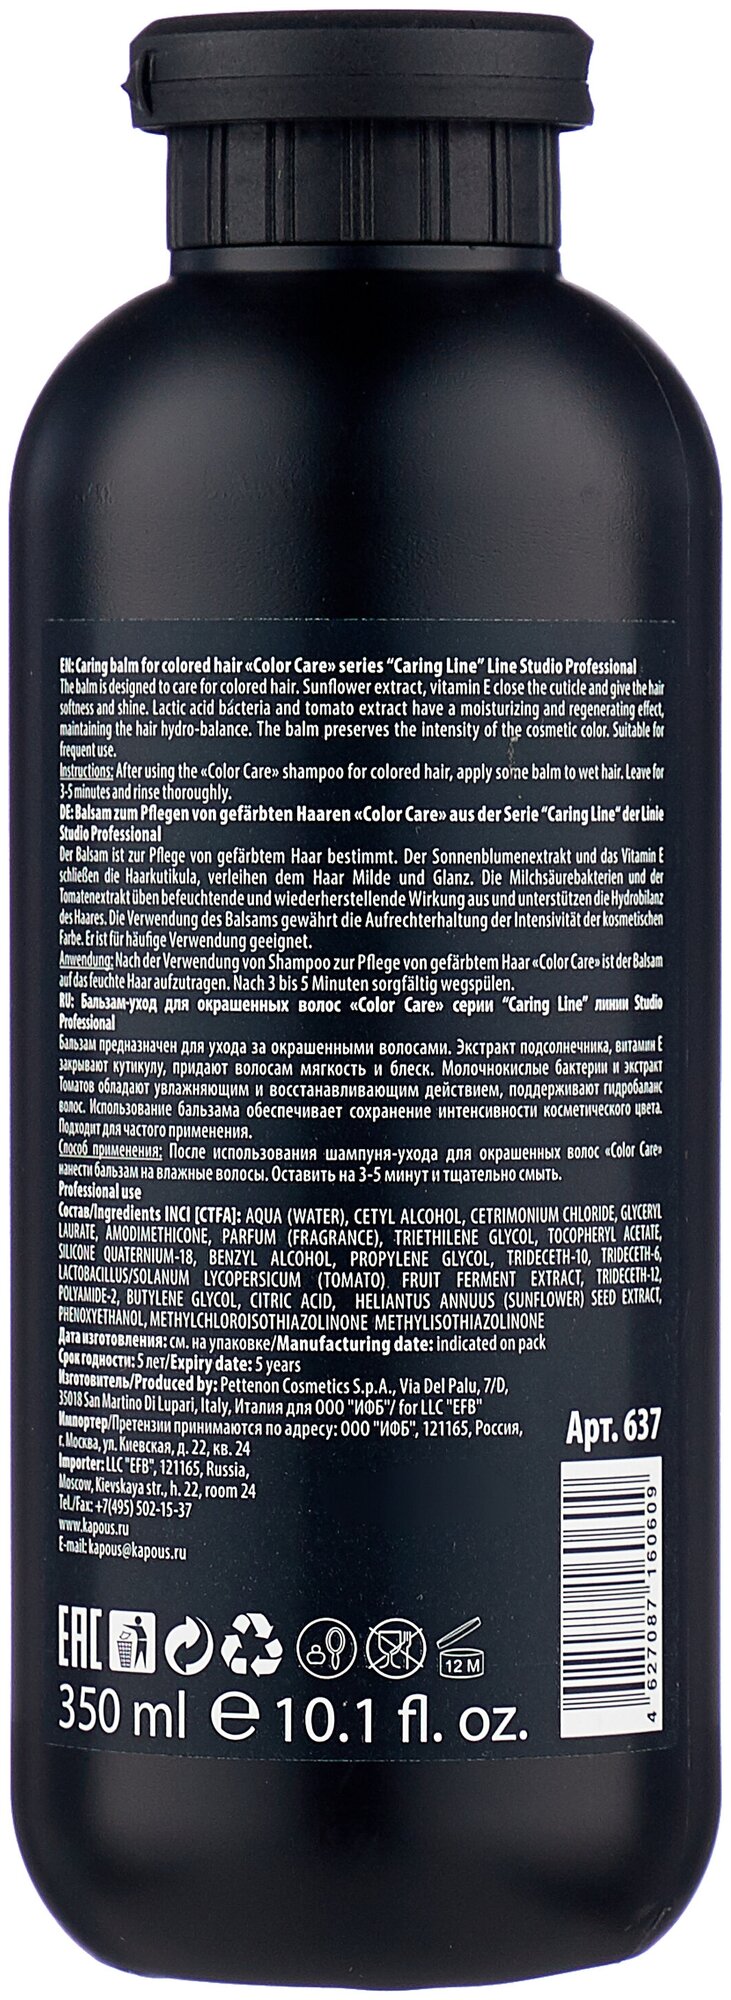 EN: Caring balm for colored hair «Color Care» series “Caring Line” Line Studio Professional
The balm is designed to care for colored hair. Sunflower extract, vitamin E close the cuticle and give the hair
softness and shine. Lactic acid bacteria and tomato extract have a moisturizing and regenerating effect,
maintaining the hair hydro-balance. The balm preserves the intensity of the cosmetic color. Suitable for
frequent use.
Instructions: After using the «Color Care» shampoo for colored hair, apply some balm to wet hair. Leave for
3-5 minutes and rinse thoroughly.
DE: Balsam zum Pflegen von gefärbten Haaren «Color Care» aus der Serie “Caring Line“ der Linie
Studio Professional
Der Balsam ist zur Pflege von gefärbtem Haar bestimmt. Der Sonnenblumenextrakt und das Vitamin E
schließen die Haarkutikula, verleihen dem Haar Milde und Glanz. Die Milchsäurebakterien und der
Tomatenextrakt üben befeuchtende und wiederherstellende Wirkung aus und unterstützen die Hydrobilanz
des Haares. Die Verwendung des Balsams gewährt die Aufrechterhaltung der Intensivität der kosmetischen
Farbe. Er ist für häufige Verwendung geeignet.
Anwendung: Nach der Verwendung von Shampoo zur Pflege von gefärbtem Haar «Color Care» ist der Balsam
auf das feuchte Haar aufzutragen. Nach 3 bis 5 Minuten sorgfältig wegspülen.
RU: Бальзам-уход для окрашенных волос «Color Care» серии “Caring Line” линии Studio
Professional
Бальзам предназначен для ухода за окрашенными волосами. Экстракт подсолнечника, витамин Е
закрывают кутикулу, придают волосам мягкость и блеск. Молочнокислые бактерии и экстракт
Томатов обладают увлажняющим и восстанавливающим действием, поддерживают гидробаланс
волос. Использование бальзама обеспечивает сохранение интенсивности косметического цвета.
Подходит для частого применения.
Способ применения: После использования шампуня-ухода для окрашенных волос «Color Care»
нанести бальзам на влажные волосы. Оставить на 3-5 минут и тщательно смыть.
Professional use
Состав/Ingredients INCI [CTFA]: AQUA (WATER), CETYL ALCOHOL, CETRIMONIUM CHLORIDE, GLYCERYL
LAURATE, AMODIMETHICONE, PARFUM (FRAGRANCE), TRIETHILENE GLYCOL, TOCOPHERYL ACETATE,
SILICONE QUATERNIUM-18, BENZYL ALCOHOL, PROPYLENE GLYCOL, TRIDECETH-10, TRIDECETH-6,
LACTOBACILLUS/SOLANUM LYCOPERSICUM (TOMATO) FRUIT FERMENT EXTRACT, TRIDECETH-12,
POLYAMIDE-2, BUTYLENE GLYCOL, CITRIC ACID, HELIANTUS ANNUUS (SUNFLOWER) SEED EXTRACT,
PHENOXYETHANOL, METHYLCHLOROISOTHIAZOLINONE METHYLISOTHIAZOLINONE
Дата изготовления: см. на упаковке/Manufacturing date: indicated on pack
Срок годности: 5 лет/Expiry date: 5 years
Изготовитель/Produced by: Pettenon Cosmetics S.p.A., Via Del Palu, 7/D,
35018 San Martino Di Lupari, Italy, Италия для ООО "ИФБ"/ for LLC "EFB"
Импортер/Претензии принимаются по адресу: ООО "ИФБ", 121165, Россия,
г. Москва, ул. Киевская, д. 22, кв. 24
Importer: LLC "EFB", 121165, Russia,
Moscow, Kievskaya str., h. 22, room 24
Tel./Fax: +7(495) 502-15-37
www.kapous.ru
E-mail: kapous@kapous.ru
Арт. 637
4 627087 160609
EAC
12 M
350 ml e 10.1 fl. oz.